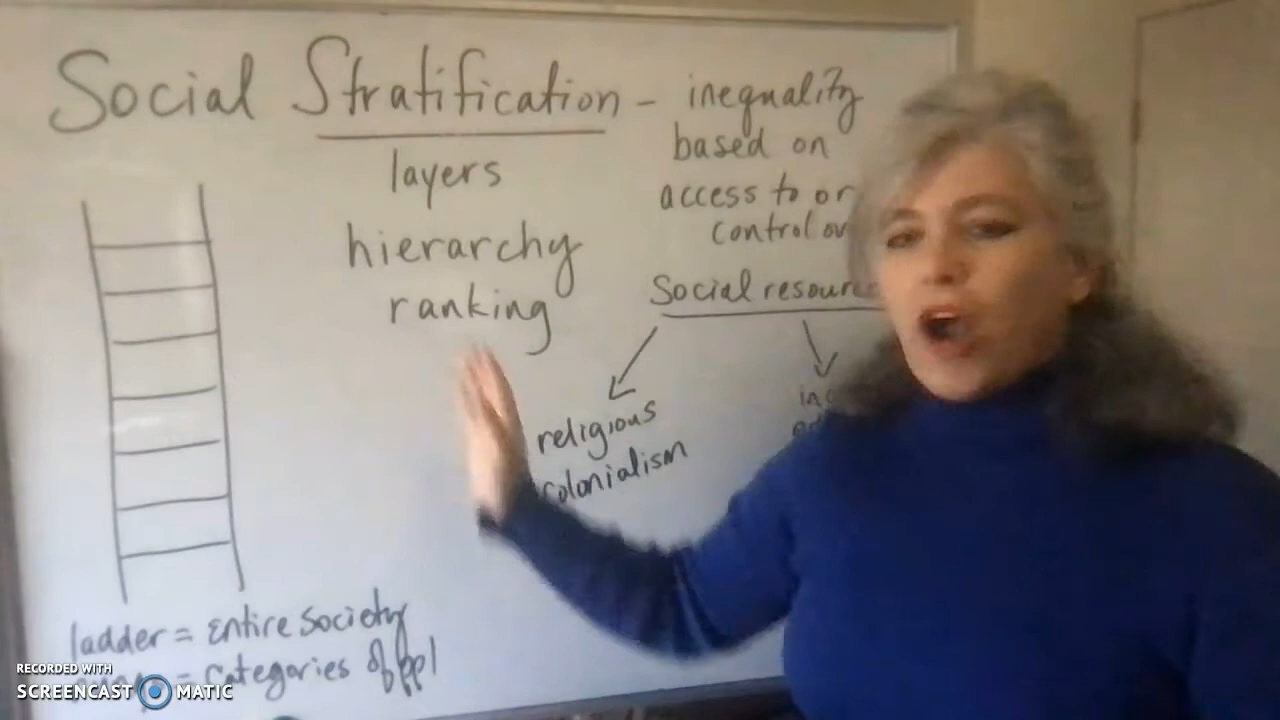 Social Stratification - inequality
based on
access to or
control
Social
layers
hierarchy
ranking
religious
colonialism
ladder = entire society
= categories of ppl
RECORDED WITH
SCREENCAST MATIC